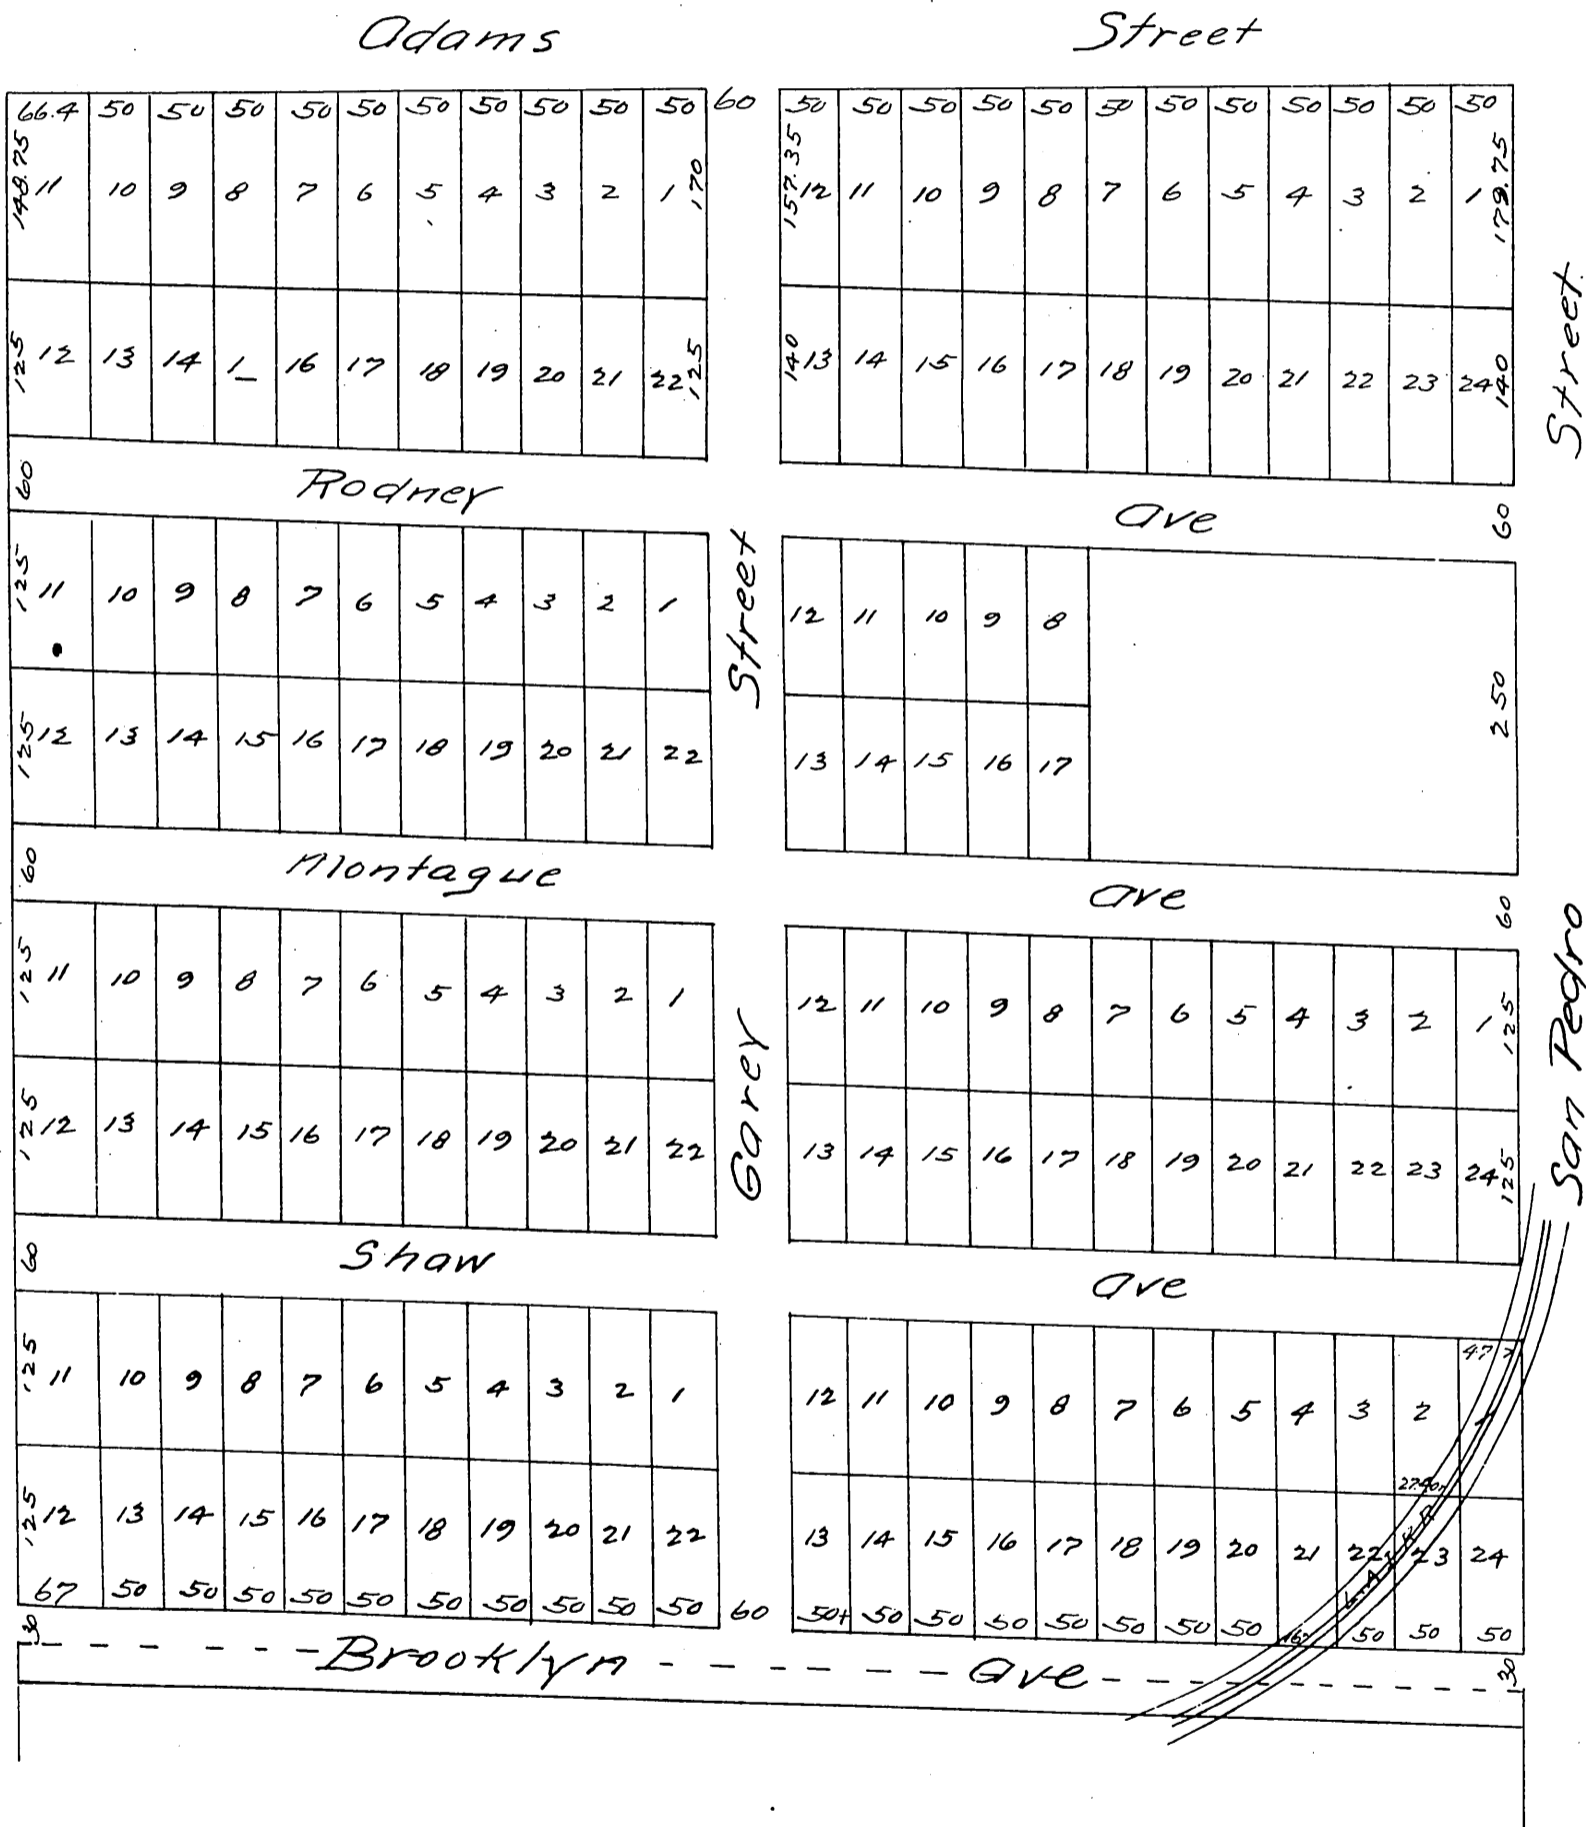 Adams Street
66.4 50 50 50 50 50 50 50 50 50 50 60 50 50 50 50 50 50 50 50 50 50 50 50
148.75 11 10 9 8 7 6 5 4 3 2 1 170 157.35 12 11 10 9 8 7 6 5 4 3 2 1
125 12 13 14 1_ 16 17 18 19 20 21 22 125 140 13 14 15 16 17 18 19 20 21 22 23 24 140
60 Rodney Ave 60
125 11 10 9 8 7 6 5 4 3 2 1 12 11 10 9 8
250
125 12 13 14 15 16 17 18 19 20 21 22 13 14 15 16 17
60 Montague Ave 60
125 11 10 9 8 7 6 5 4 3 2 1 12 11 10 9 8 7 6 5 4 3 2 1 125
125 12 13 14 15 16 17 18 19 20 21 22 13 14 15 16 17 18 19 20 21 22 23 24 125
60 Shaw Ave
125 11 10 9 8 7 6 5 4 3 2 1 12 11 10 9 8 7 6 5 4 3 2 1
125 12 13 14 15 16 17 18 19 20 21 22 13 14 15 16 17 18 19 20 21 22 23 24
67 50 50 50 50 50 50 50 50 50 50 60 50+ 50 50 50 50 50 50 50 50 50 50
30 Brooklyn Ave 30
Garey Street
San Pedro Street